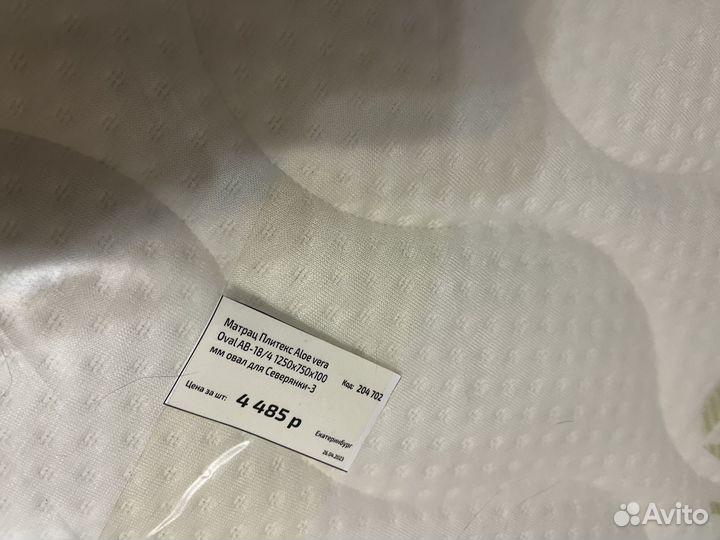 Матрац Плитекс Aloe vera
Oval АВ-18/4 1250х750х100
мм овал для Северянки-3
Код: 204 702
Цена за шт: 4 485 р
Екатеринбург
26.04.2023
Avito